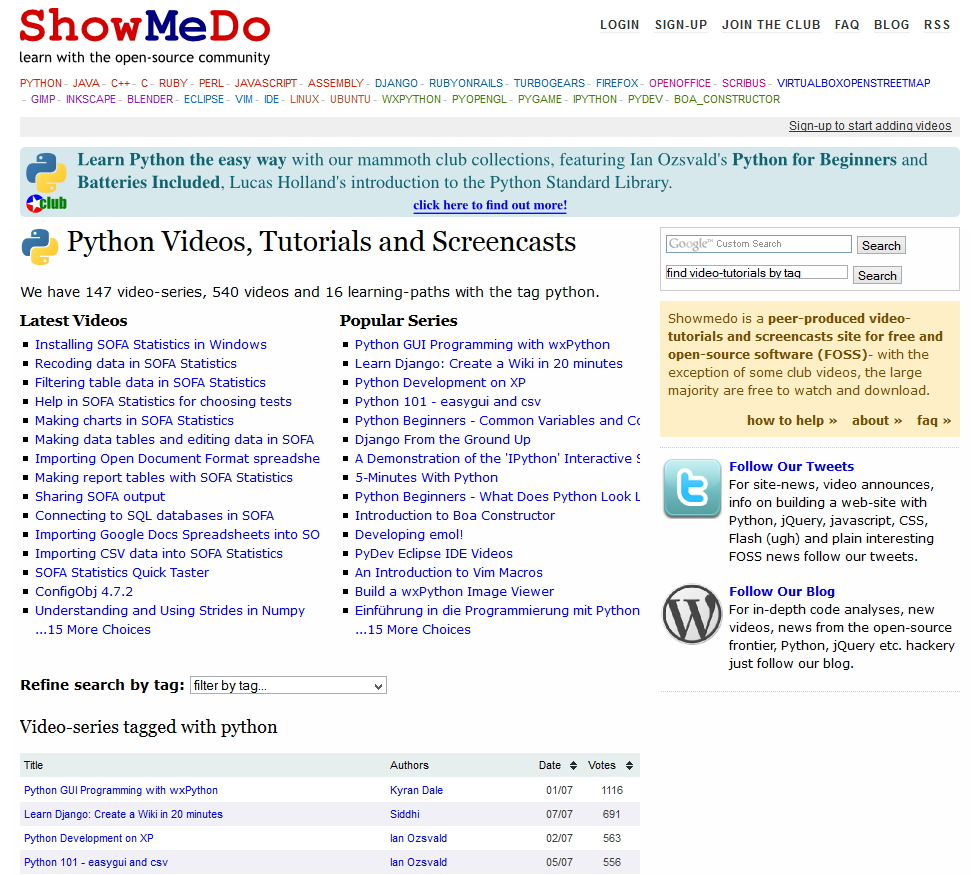 ShowMeDo
learn with the open-source community
LOGIN SIGN-UP JOIN THE CLUB FAQ BLOG RSS
PYTHON - JAVA - C++ - C - RUBY - PERL - JAVASCRIPT - ASSEMBLY - DJANGO - RUBYONRAILS - TURBOGEARS - FIREFOX - OPENOFFICE - SCRIBUS - VIRTUALBOXOPENSTREETMAP
- GIMP - INKSCAPE - BLENDER - ECLIPSE - VIM - IDE - LINUX - UBUNTU - WXPYTHON - PYOPENGL - PYGAME - IPYTHON - PYDEV - BOA_CONSTRUCTOR
Sign-up to start adding videos
Learn Python the easy way with our mammoth club collections, featuring Ian Ozsvald's Python for Beginners and
Batteries Included, Lucas Holland's introduction to the Python Standard Library.
club
click here to find out more!
Python Videos, Tutorials and Screencasts
We have 147 video-series, 540 videos and 16 learning-paths with the tag python.
Latest Videos
Installing SOFA Statistics in Windows
Recoding data in SOFA Statistics
Filtering table data in SOFA Statistics
Help in SOFA Statistics for choosing tests
Making charts in SOFA Statistics
Making data tables and editing data in SOFA
Importing Open Document Format spreadshe
Making report tables with SOFA Statistics
Sharing SOFA output
Connecting to SQL databases in SOFA
Importing Google Docs Spreadsheets into SO
Importing CSV data into SOFA Statistics
SOFA Statistics Quick Taster
ConfigObj 4.7.2
Understanding and Using Strides in Numpy
...15 More Choices
Popular Series
Python GUI Programming with wxPython
Learn Django: Create a Wiki in 20 minutes
Python Development on XP
Python 101 - easygui and csv
Python Beginners - Common Variables and Co
Django From the Ground Up
A Demonstration of the 'IPython' Interactive S
5-Minutes With Python
Python Beginners - What Does Python Look L
Introduction to Boa Constructor
Developing emol!
PyDev Eclipse IDE Videos
An Introduction to Vim Macros
Build a wxPython Image Viewer
Einführung in die Programmierung mit Python
...15 More Choices
Refine search by tag: filter by tag...
Video-series tagged with python
Title Authors Date Votes
Python GUI Programming with wxPython Kyran Dale 01/07 1116
Learn Django: Create a Wiki in 20 minutes Siddhi 07/07 691
Python Development on XP Ian Ozsvald 02/07 563
Python 101 - easygui and csv Ian Ozsvald 05/07 556
Google™ Custom Search Search
find video-tutorials by tag Search
Showmedo is a peer-produced video-
tutorials and screencasts site for free and
open-source software (FOSS)- with the
exception of some club videos, the large
majority are free to watch and download.
how to help » about » faq »
Follow Our Tweets
For site-news, video announces,
info on building a web-site with
Python, jQuery, javascript, CSS,
Flash (ugh) and plain interesting
FOSS news follow our tweets.
Follow Our Blog
For in-depth code analyses, new
videos, news from the open-source
frontier, Python, jQuery etc. hackery
just follow our blog.